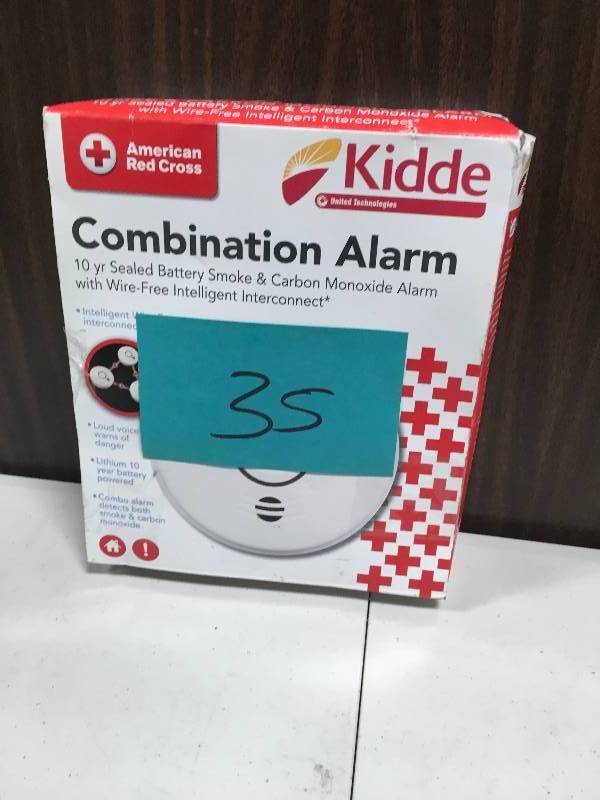 10 yr Sealed Battery Smoke & Carbon Monoxide Alarm
with Wire-Free Intelligent Interconnect*
American
Red Cross
Kidde
United Technologies
Combination Alarm
10 yr Sealed Battery Smoke & Carbon Monoxide Alarm
with Wire-Free Intelligent Interconnect*
• Intelligent
35
• Loud voice
warns of
danger
• Lithium 10
year battery
powered
• Combo alarm
detects both
smoke & carbon
monoxide